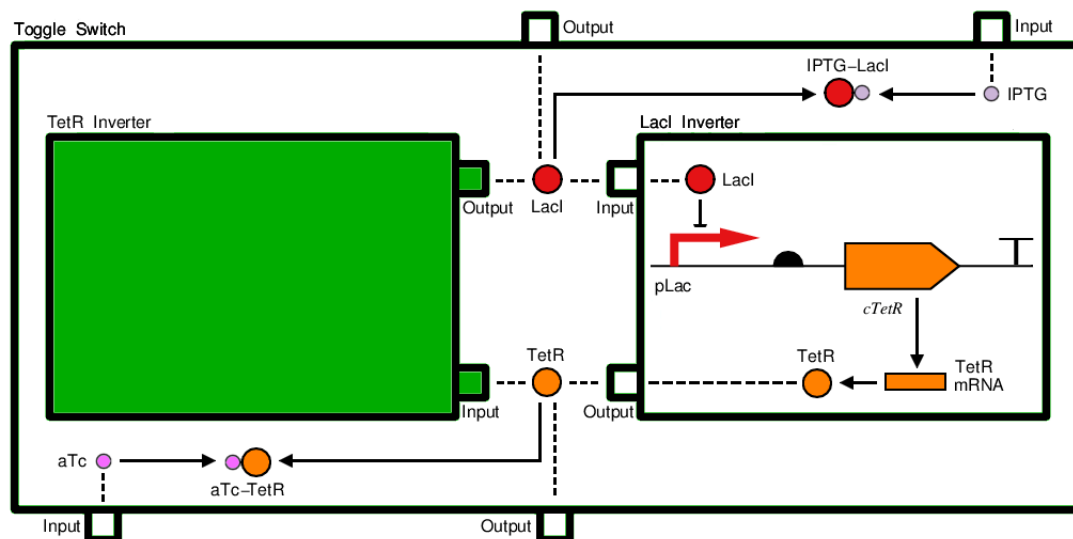 Toggle Switch
Output
Input
IPTG−LacI
IPTG
TetR Inverter
LacI Inverter
Output
LacI
Input
LacI
pLac
cTetR
TetR
TetR
TetR
mRNA
Input
Output
aTc
aTc−TetR
Input
Output